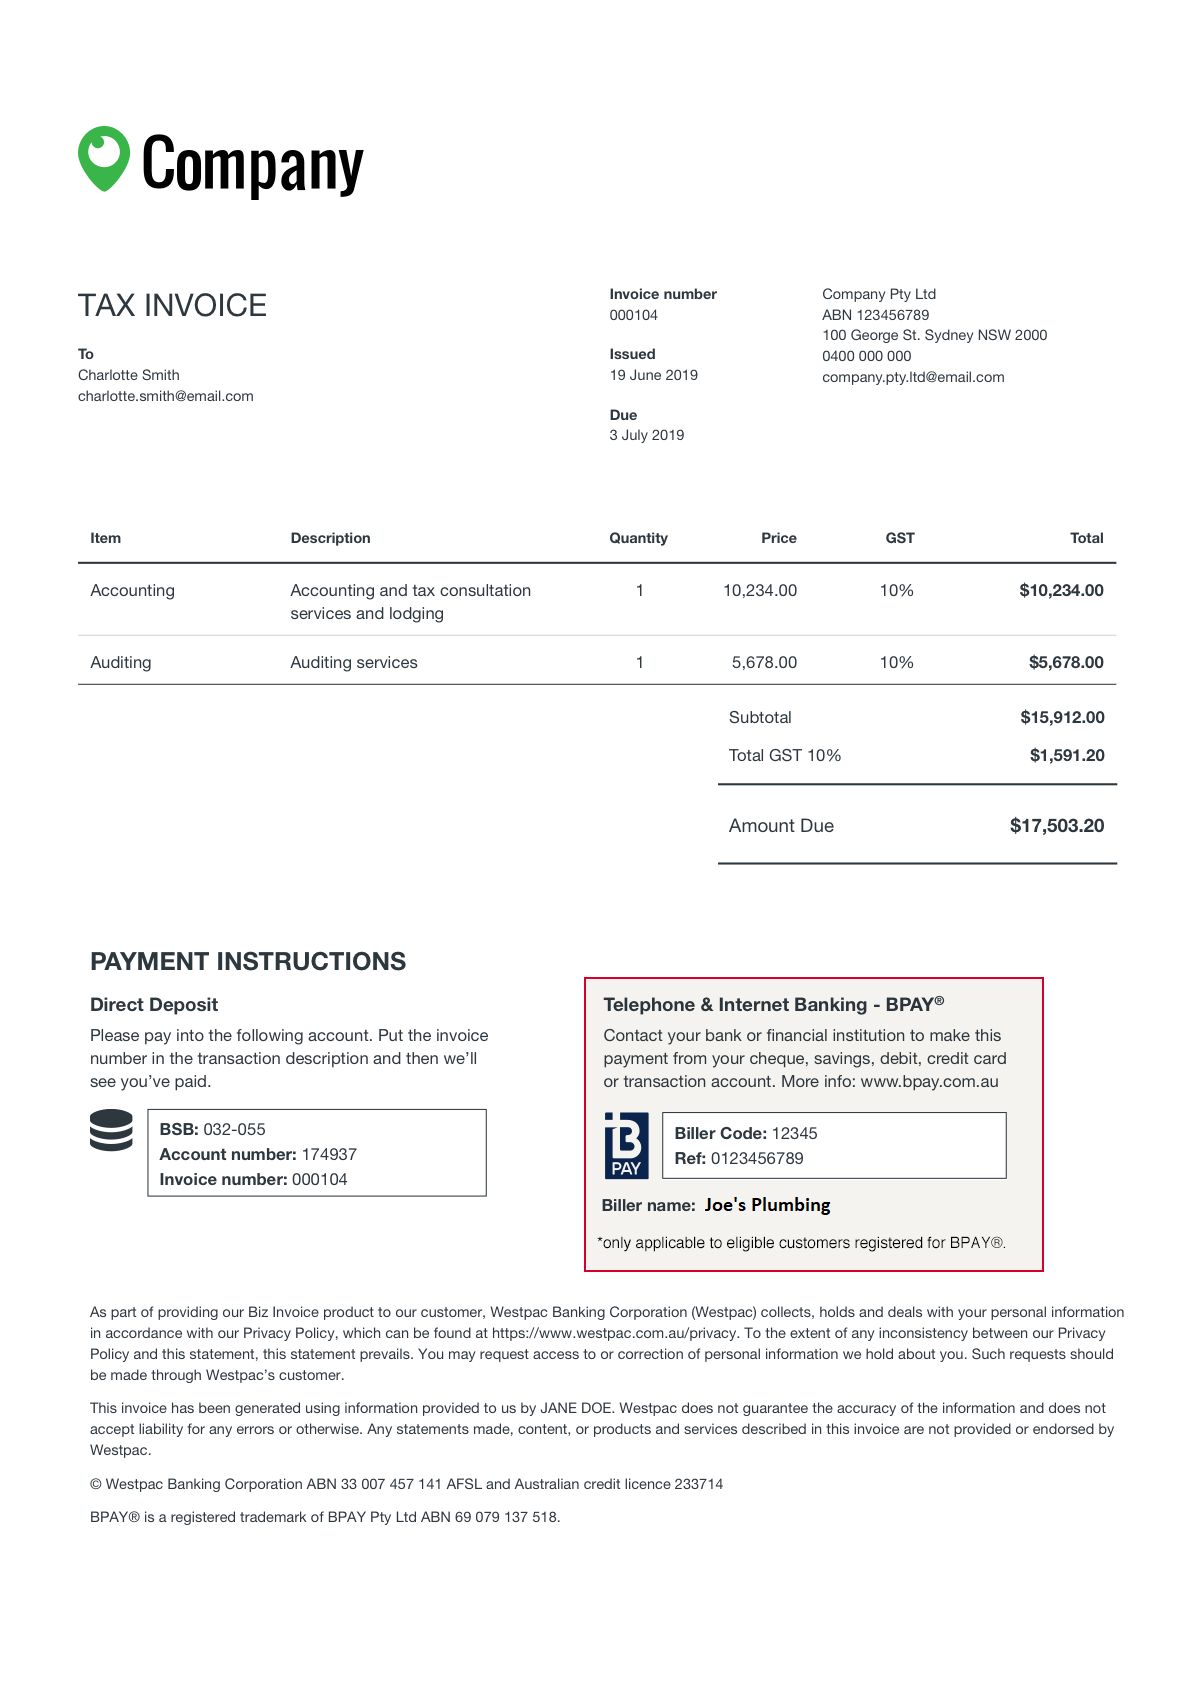 Company
TAX INVOICE
To
Charlotte Smith
charlotte.smith@email.com
Invoice number
000104
Issued
19 June 2019
Due
3 July 2019
Company Pty Ltd
ABN 123456789
100 George St. Sydney NSW 2000
0400 000 000
company.pty.ltd@email.com
Item Description Quantity Price GST Total
Accounting Accounting and tax consultation 1 10,234.00 10% $10,234.00
services and lodging
Auditing Auditing services 1 5,678.00 10% $5,678.00
Subtotal $15,912.00
Total GST 10% $1,591.20
Amount Due $17,503.20
PAYMENT INSTRUCTIONS
Direct Deposit
Please pay into the following account. Put the invoice
number in the transaction description and then we’ll
see you’ve paid.
BSB: 032-055
Account number: 174937
Invoice number: 000104
Telephone & Internet Banking - BPAY®
Contact your bank or financial institution to make this
payment from your cheque, savings, debit, credit card
or transaction account. More info: www.bpay.com.au
B
PAY
Biller Code: 12345
Ref: 0123456789
Biller name: Joe's Plumbing
*only applicable to eligible customers registered for BPAY®.
As part of providing our Biz Invoice product to our customer, Westpac Banking Corporation (Westpac) collects, holds and deals with your personal information
in accordance with our Privacy Policy, which can be found at https://www.westpac.com.au/privacy. To the extent of any inconsistency between our Privacy
Policy and this statement, this statement prevails. You may request access to or correction of personal information we hold about you. Such requests should
be made through Westpac’s customer.
This invoice has been generated using information provided to us by JANE DOE. Westpac does not guarantee the accuracy of the information and does not
accept liability for any errors or otherwise. Any statements made, content, or products and services described in this invoice are not provided or endorsed by
Westpac.
© Westpac Banking Corporation ABN 33 007 457 141 AFSL and Australian credit licence 233714
BPAY® is a registered trademark of BPAY Pty Ltd ABN 69 079 137 518.